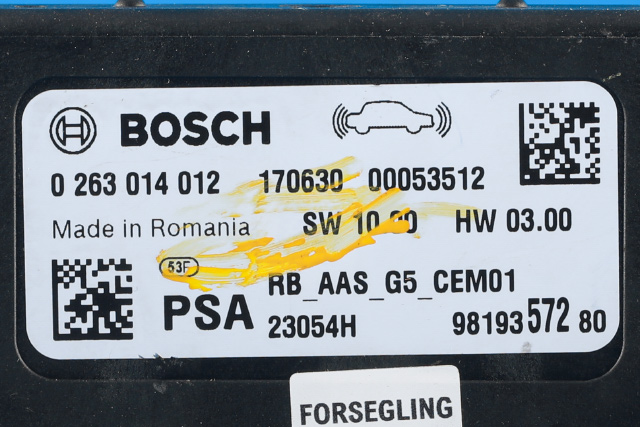 BOSCH
0 263 014 012 170630 00053512
Made in Romania SW 10.00 HW 03.00
53F
RB_AAS_G5_CEM01
PSA 23054H 98193 572 80
FORSEGLING